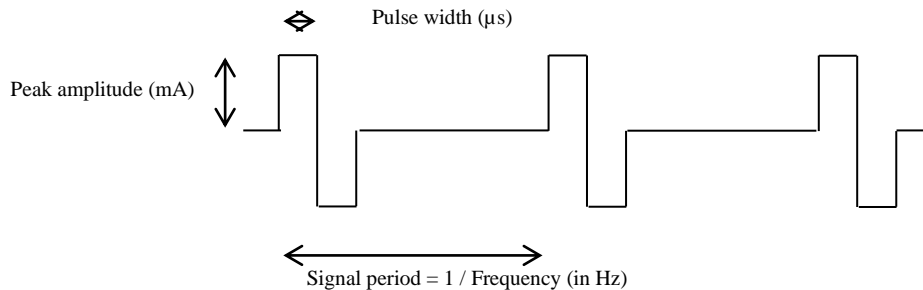 Pulse width (µs)
Peak amplitude (mA)
Signal period = 1 / Frequency (in Hz)